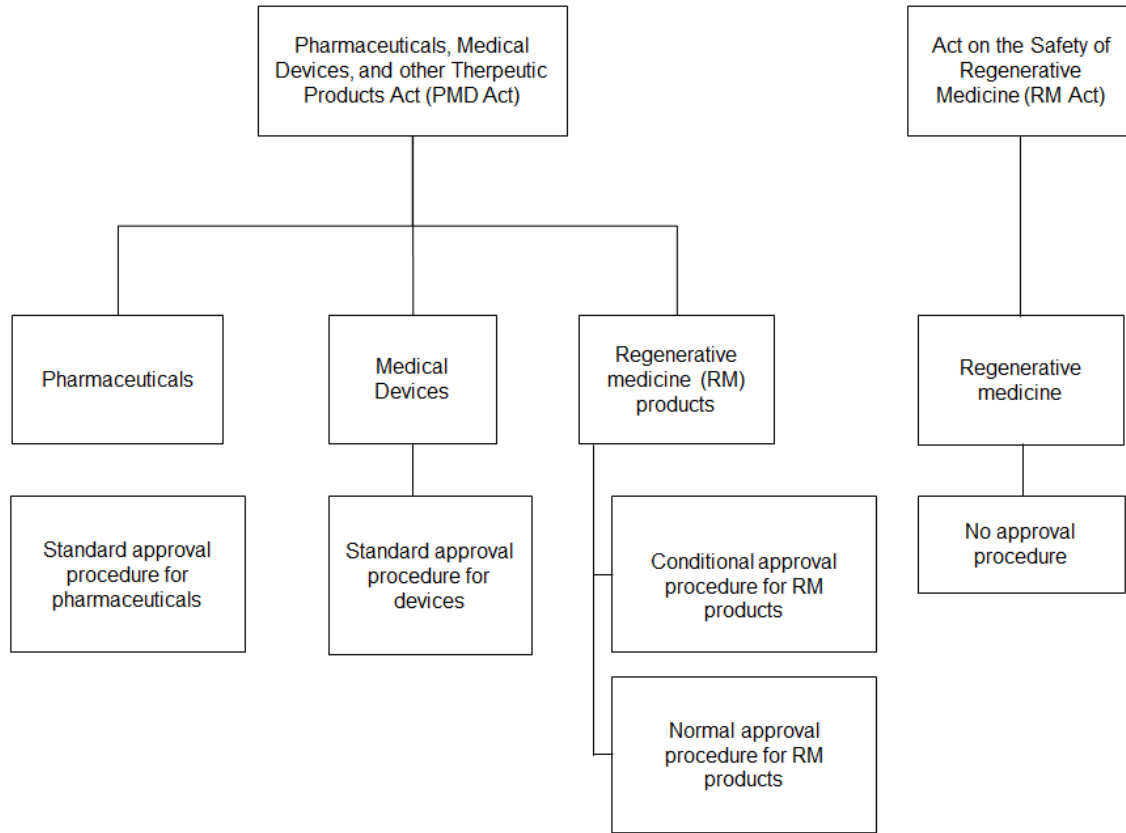 Pharmaceuticals, Medical
Devices, and other Therpeutic
Products Act (PMD Act)
Act on the Safety of
Regenerative
Medicine (RM Act)
Pharmaceuticals
Medical
Devices
Regenerative
medicine (RM)
products
Regenerative
medicine
Standard approval
procedure for
pharmaceuticals
Standard approval
procedure for
devices
Conditional approval
procedure for RM
products
No approval
procedure
Normal approval
procedure for RM
products